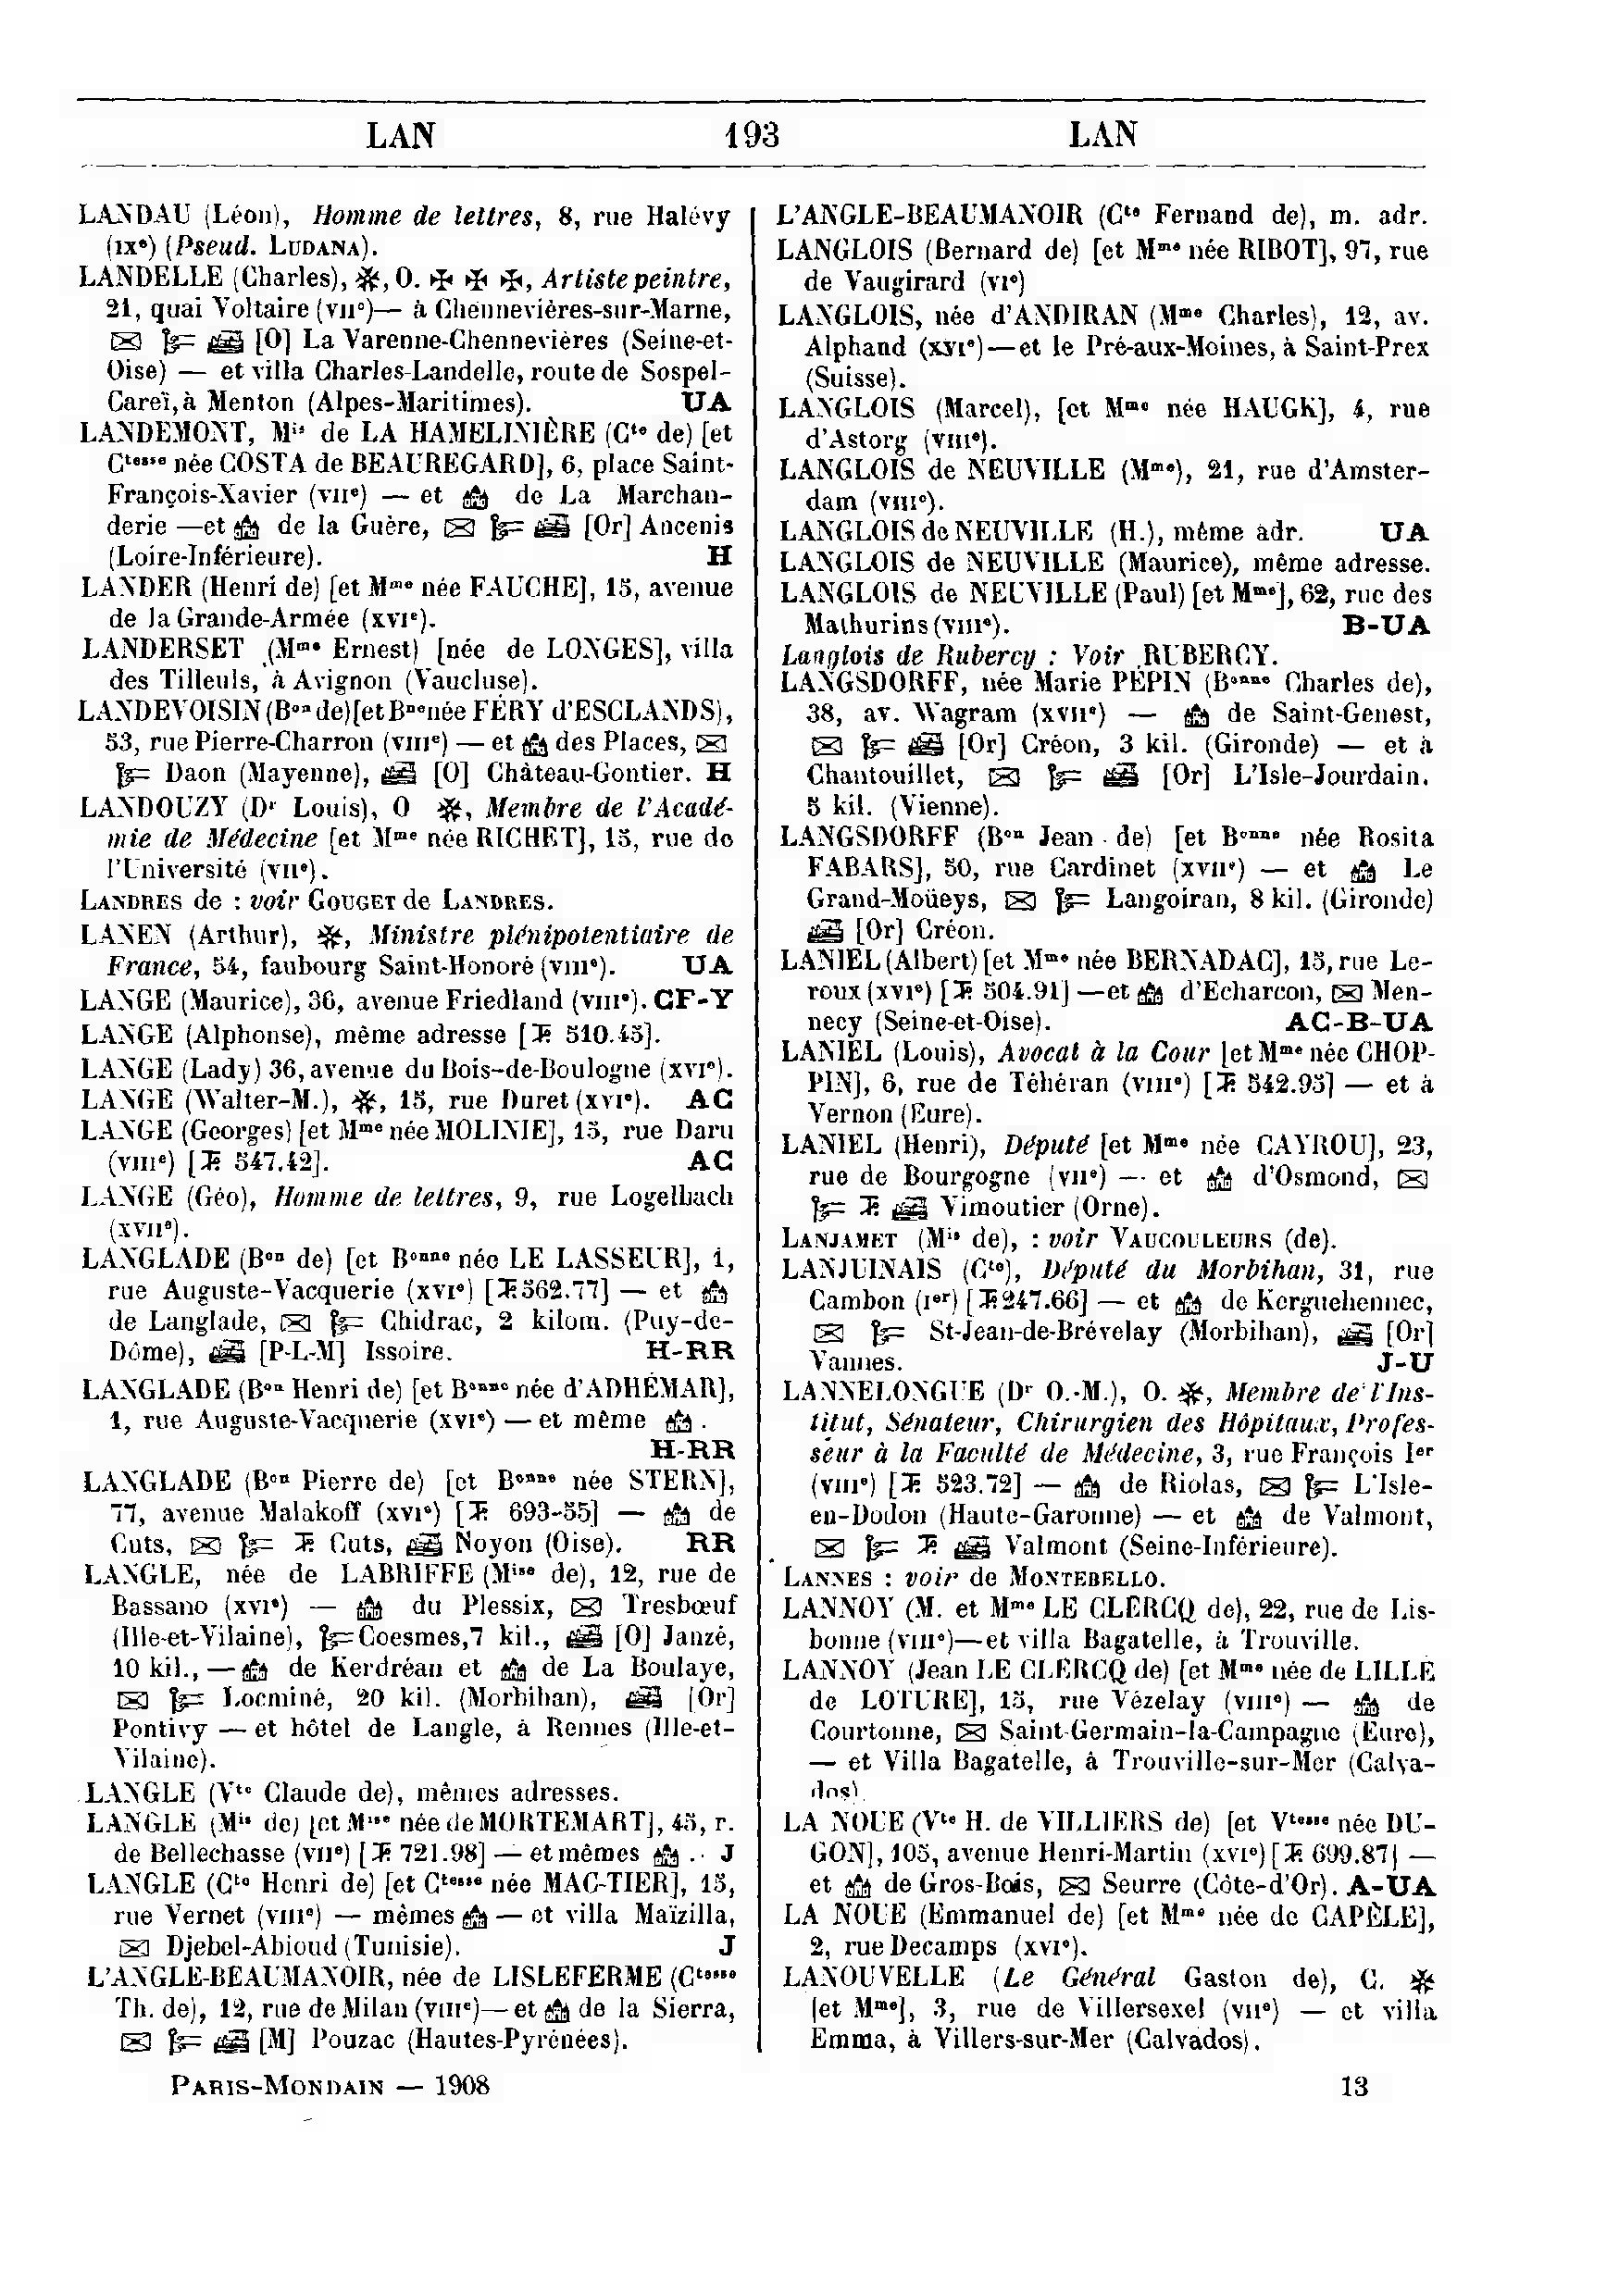 LAN 193 LAN
LANDAU (Léon), Homme de lettres, 8, rue Halévy
(IXe) (Pseud. LUDANA).
LANDELLE (Charles), ✻, O. ✠ ✠ ✠, Artiste peintre,
21, quai Voltaire (VIIe) — à Chennevières-sur-Marne,
[O] La Varenne-Chennevières (Seine-et-
Oise) — et villa Charles-Landelle, route de Sospel-
Careï, à Menton (Alpes-Maritimes). UA
LANDEMONT, Mis de LA HAMELINIÈRE (Cte de) [et
Ctesse née COSTA de BEAUREGARD], 6, place Saint-
François-Xavier (VIIe) — et de La Marchan-
derie — et de la Guère, [Or] Ancenis
(Loire-Inférieure). H
LANDER (Henri de) [et Mme née FAUCHE], 15, avenue
de la Grande-Armée (XVIe).
LANDERSET (Mme Ernest) [née de LONGES], villa
des Tilleuls, à Avignon (Vaucluse).
LANDEVOISIN (Bon de) [et Bne née FÉRY d'ESCLANDS),
53, rue Pierre-Charron (VIIIe) — et des Places,
Daon (Mayenne), [O] Château-Gontier. H
LANDOUZY (Dr Louis), O ✻, Membre de l'Acadé-
mie de Médecine [et Mme née RICHET], 15, rue de
l'Université (VIIe).
LANDRES de : voir GOUGET de LANDRES.
LANEN (Arthur), ✻, Ministre plénipotentiaire de
France, 54, faubourg Saint-Honoré (VIIIe). UA
LANGE (Maurice), 36, avenue Friedland (VIIIe). CF-Y
LANGE (Alphonse), même adresse [T. 510.45].
LANGE (Lady) 36, avenue du Bois-de-Boulogne (XVIe).
LANGE (Walter-M.), ✻, 15, rue Duret (XVIe). AC
LANGE (Georges) [et Mme née MOLINIE], 15, rue Daru
(VIIIe) [T. 547.42]. AC
LANGE (Géo), Homme de lettres, 9, rue Logelbach
(XVIIe).
LANGLADE (Bon de) [et Bonne née LE LASSEUR], 1,
rue Auguste-Vacquerie (XVIe) [T. 562.77] — et
de Langlade, Chidrac, 2 kilom. (Puy-de-
Dôme), [P-L-M] Issoire. H-RR
LANGLADE (Bon Henri de) [et Bonne née d'ADHÉMAR],
1, rue Auguste-Vacquerie (XVIe) — et même .
H-RR
LANGLADE (Bon Pierre de) [et Bonne née STERN],
77, avenue Malakoff (XVIe) [T. 693-55] — de
Cuts, T. Cuts, Noyon (Oise). RR
LANGLE, née de LABRIFFE (Mise de), 12, rue de
Bassano (XVIe) — du Plessix, Tresbœuf
(Ille-et-Vilaine), Coesmes, 7 kil., [O] Janzé,
10 kil., — de Kerdréan et de La Boulaye,
Locminé, 20 kil. (Morbihan), [Or]
Pontivy — et hôtel de Langle, à Rennes (Ille-et-
Vilaine).
LANGLE (Vte Claude de), mêmes adresses.
LANGLE (Mis de) [et Mise née de MORTEMART], 45, r.
de Bellechasse (VIIe) [T. 721.98] — et mêmes . J
LANGLE (Cte Henri de) [et Ctesse née MAC-TIER], 15,
rue Vernet (VIIIe) — mêmes — et villa Maïzilla,
Djebel-Abioud (Tunisie). J
L'ANGLE-BEAUMANOIR, née de LISLEFERME (Ctesse
Th. de), 12, rue de Milan (VIIIe) — et de la Sierra,
[M] Pouzac (Hautes-Pyrénées).
L'ANGLE-BEAUMANOIR (Cte Fernand de), m. adr.
LANGLOIS (Bernard de) [et Mme née RIBOT], 97, rue
de Vaugirard (VIe)
LANGLOIS, née d'ANDIRAN (Mme Charles), 12, av.
Alphand (XVIe) — et le Pré-aux-Moines, à Saint-Prex
(Suisse).
LANGLOIS (Marcel), [et Mme née HAUGK], 4, rue
d'Astorg (VIIIe).
LANGLOIS de NEUVILLE (Mme), 21, rue d'Amster-
dam (VIIIe).
LANGLOIS de NEUVILLE (H.), même adr. UA
LANGLOIS de NEUVILLE (Maurice), même adresse.
LANGLOIS de NEUVILLE (Paul) [et Mme], 62, rue des
Mathurins (VIIIe). B-UA
Langlois de Rubercy : Voir RUBERCY.
LANGSDORFF, née Marie PÉPIN (Bonne Charles de),
38, av. Wagram (XVIIe) — de Saint-Genest,
[Or] Créon, 3 kil. (Gironde) — et à
Chantouillet, [Or] L'Isle-Jourdain.
5 kil. (Vienne).
LANGSDORFF (Bon Jean de) [et Bonne née Rosita
FABARS], 50, rue Cardinet (XVIIe) — et Le
Grand-Moüeys, Langoiran, 8 kil. (Gironde)
[Or] Créon.
LANIEL (Albert) [et Mme née BERNADAC], 15, rue Le-
roux (XVIe) [T. 504.91] — et d'Echarcon, Men-
necy (Seine-et-Oise). AC-B-UA
LANIEL (Louis), Avocat à la Cour [et Mme née CHOP-
PIN], 6, rue de Téhéran (VIIIe) [T. 542.95] — et à
Vernon (Eure).
LANIEL (Henri), Député [et Mme née CAYROU], 23,
rue de Bourgogne (VIIe) — et d'Osmond,
T. Vimoutier (Orne).
LANJAMET (Mis de), : voir VAUCOULEURS (de).
LANJUINAIS (Cte), Député du Morbihan, 31, rue
Cambon (Ier) [T. 247.66] — et de Kerguehennec,
St-Jean-de-Brévelay (Morbihan), [Or]
Vannes. J-U
LANNELONGUE (Dr O.-M.), O. ✻, Membre de l'Ins-
titut, Sénateur, Chirurgien des Hôpitaux, Profes-
seur à la Faculté de Médecine, 3, rue François Ier
(VIIIe) [T. 523.72] — de Riolas, L'Isle-
en-Dodon (Haute-Garonne) — et de Valmont,
T. Valmont (Seine-Inférieure).
LANNES : voir de MONTEBELLO.
LANNOY (M. et Mme LE CLERCQ de), 22, rue de Lis-
bonne (VIIIe) — et villa Bagatelle, à Trouville.
LANNOY (Jean LE CLERCQ de) [et Mme née de LILLE
de LOTURE], 15, rue Vézelay (VIIIe) — de
Courtonne, Saint-Germain-la-Campagne (Eure),
— et Villa Bagatelle, à Trouville-sur-Mer (Calva-
dos).
LA NOUE (Vte H. de VILLIERS de) [et Vtesse née DU-
GON], 105, avenue Henri-Martin (XVIe) [T. 699.87] —
et de Gros-Bois, Seurre (Côte-d'Or). A-UA
LA NOUE (Emmanuel de) [et Mme née de CAPÈLE],
2, rue Decamps (XVIe).
LANOUVELLE (Le Général Gaston de), C. ✻
[et Mme], 3, rue de Villersexel (VIIe) — et villa
Emma, à Villers-sur-Mer (Calvados).
PARIS-MONDAIN — 1908 13